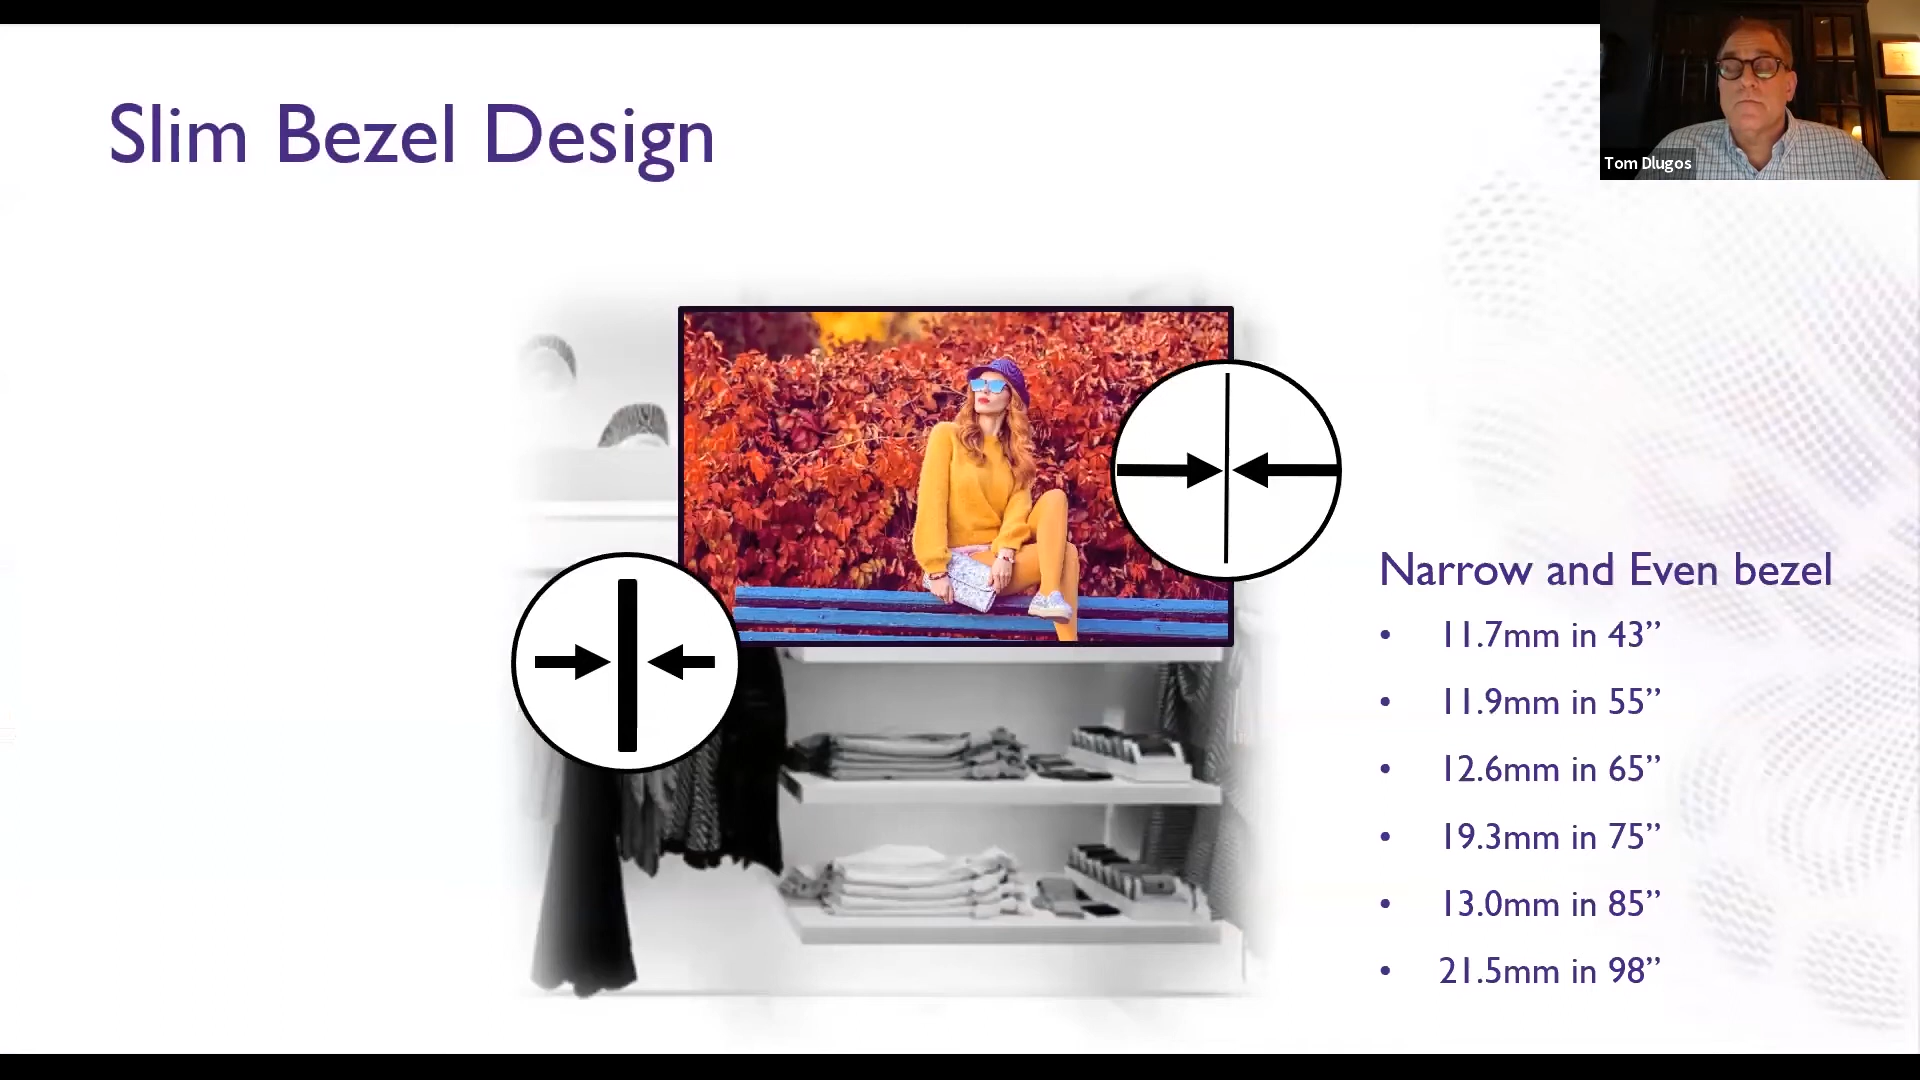 Slim Bezel Design
Tom Dlugos
Narrow and Even bezel
• 11.7mm in 43”
• 11.9mm in 55”
• 12.6mm in 65”
• 19.3mm in 75”
• 13.0mm in 85”
• 21.5mm in 98”